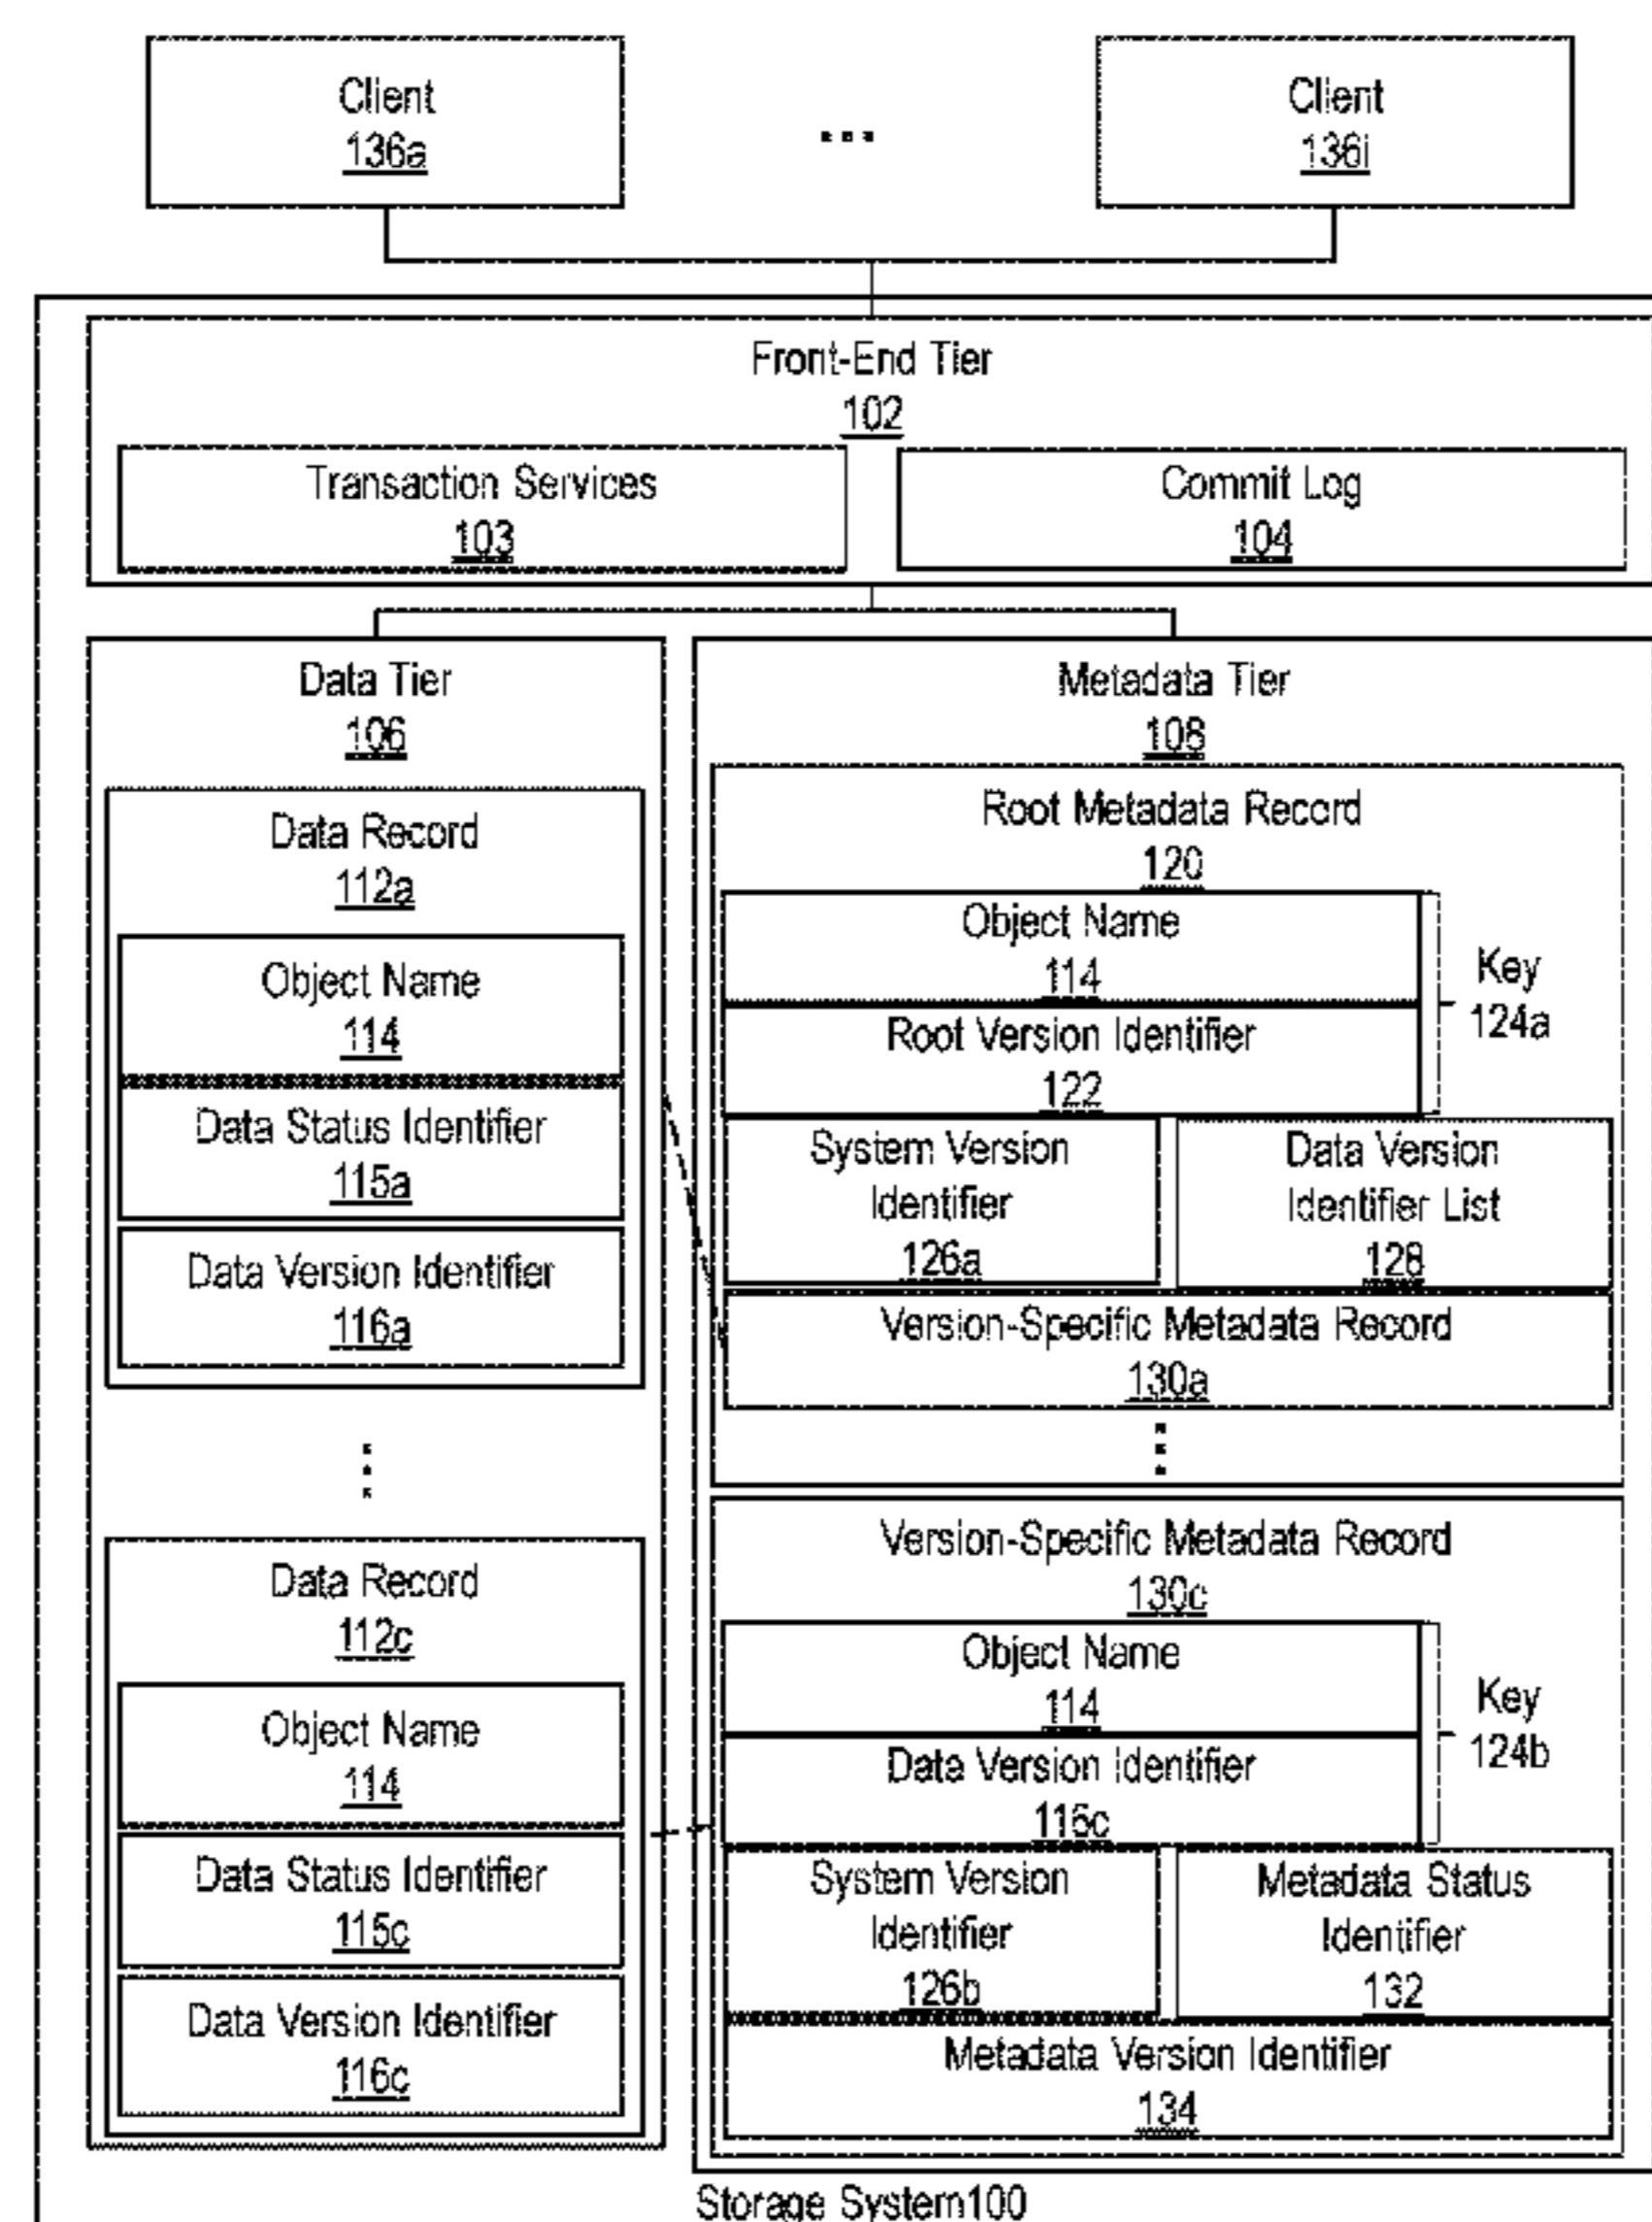 Client
136a
...
Client
136i
Front-End Tier
102
Transaction Services
103
Commit Log
104
Data Tier
106
Data Record
112a
Object Name
114
Data Status Identifier
115a
Data Version Identifier
116a
Data Record
112c
Object Name
114
Data Status Identifier
115c
Data Version Identifier
116c
Metadata Tier
108
Root Metadata Record
120
Object Name
114
Root Version Identifier
122
Key
124a
System Version
Identifier
126a
Data Version
Identifier List
128
Version-Specific Metadata Record
130a
Version-Specific Metadata Record
130c
Object Name
114
Data Version Identifier
116c
Key
124b
System Version
Identifier
126b
Metadata Status
Identifier
132
Metadata Version Identifier
134
Storage System100